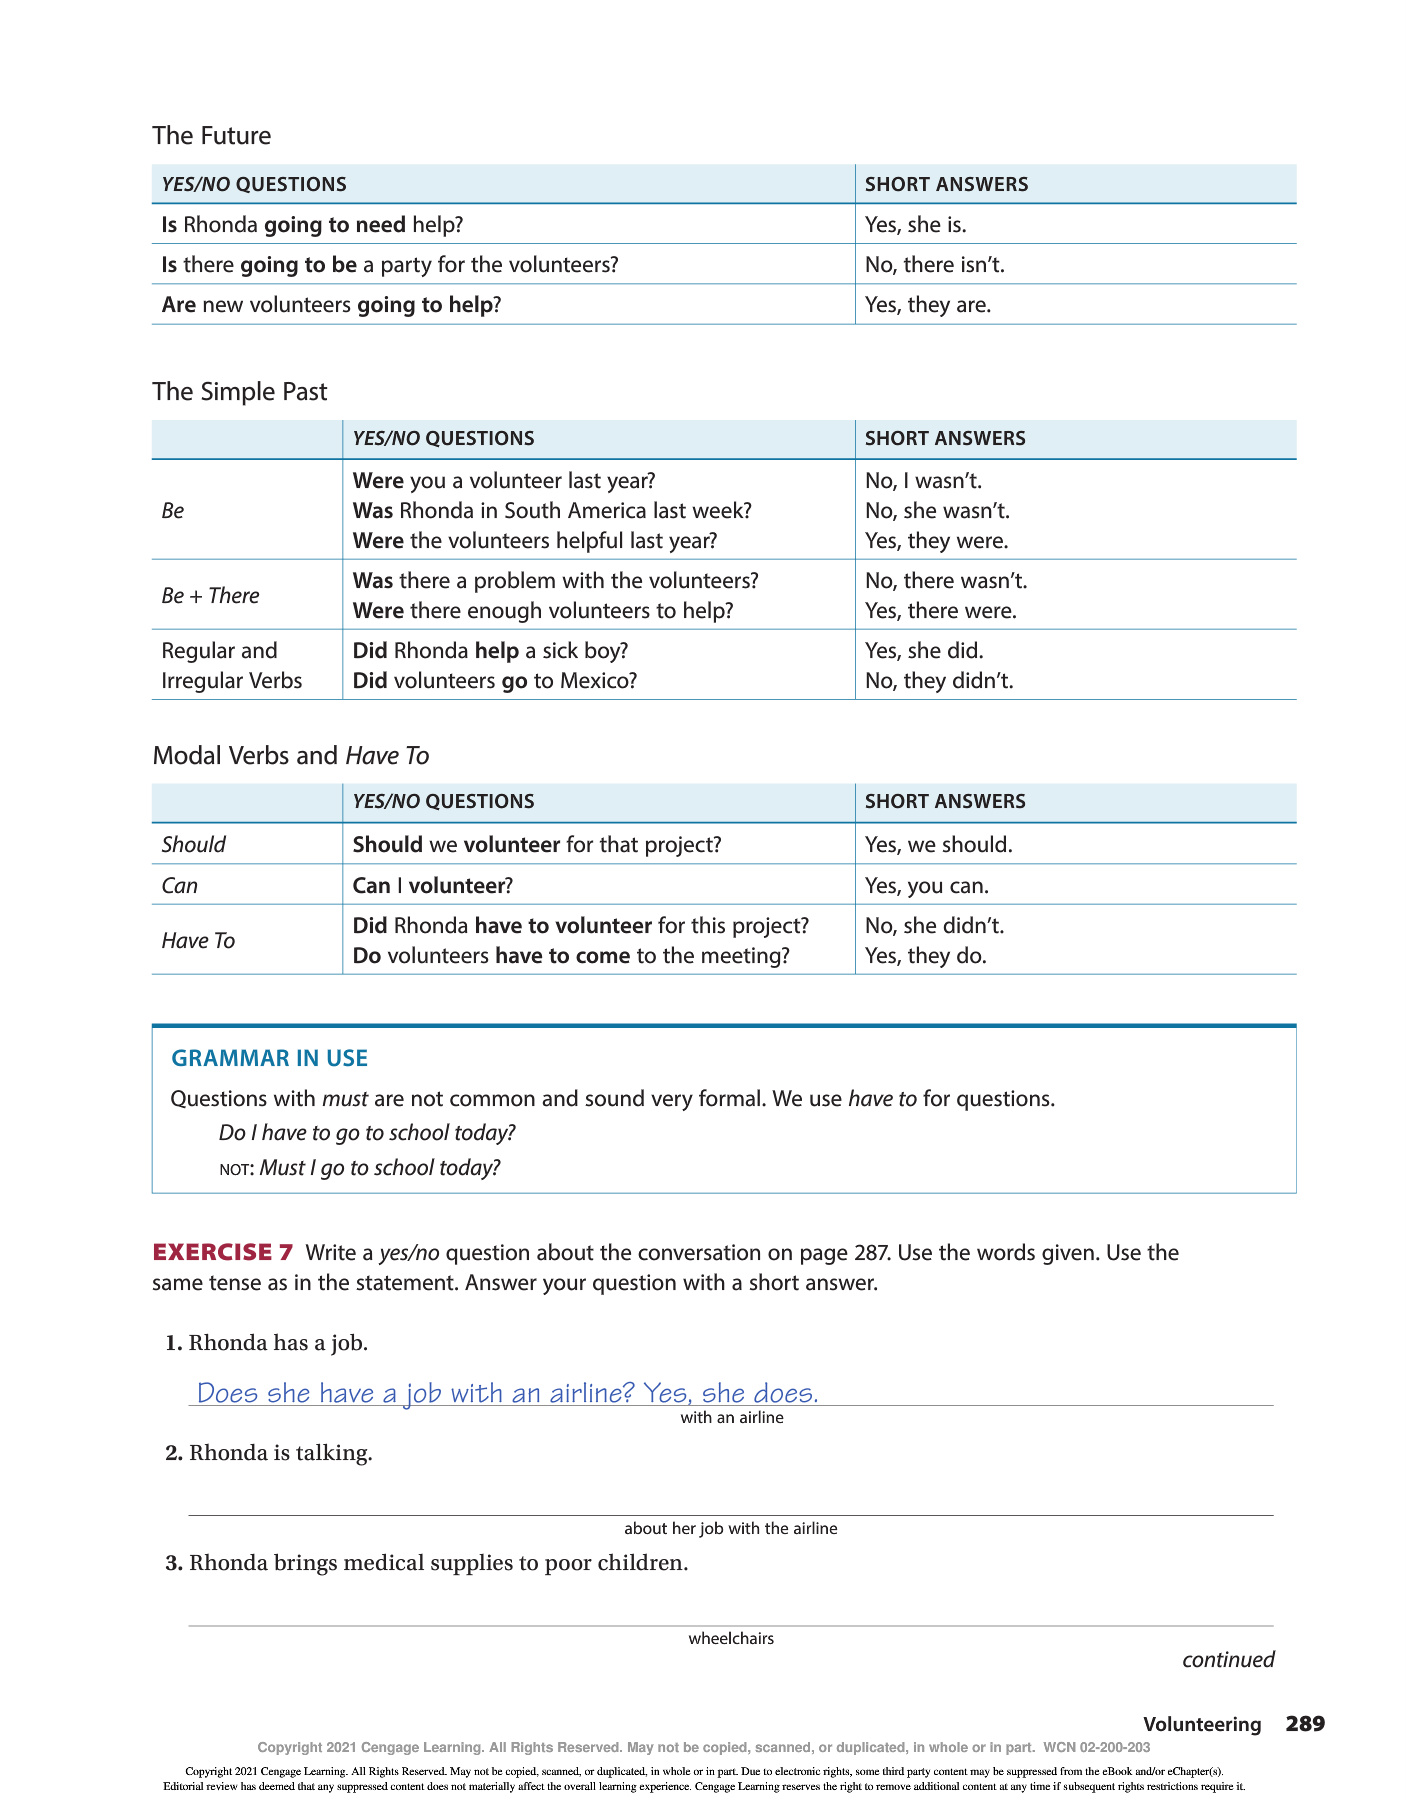 The Future
YES/NO QUESTIONS SHORT ANSWERS
Is Rhonda going to need help? Yes, she is.
Is there going to be a party for the volunteers? No, there isn't.
Are new volunteers going to help? Yes, they are.
The Simple Past
YES/NO QUESTIONS SHORT ANSWERS
Be
Were you a volunteer last year? No, I wasn't.
Was Rhonda in South America last week? No, she wasn't.
Were the volunteers helpful last year? Yes, they were.
Be + There
Was there a problem with the volunteers? No, there wasn't.
Were there enough volunteers to help? Yes, there were.
Regular and Did Rhonda help a sick boy? Yes, she did.
Irregular Verbs Did volunteers go to Mexico? No, they didn't.
Modal Verbs and Have To
YES/NO QUESTIONS SHORT ANSWERS
Should Should we volunteer for that project? Yes, we should.
Can Can I volunteer? Yes, you can.
Have To
Did Rhonda have to volunteer for this project? No, she didn't.
Do volunteers have to come to the meeting? Yes, they do.
GRAMMAR IN USE
Questions with must are not common and sound very formal. We use have to for questions.
Do I have to go to school today?
NOT: Must I go to school today?
EXERCISE 7 Write a yes/no question about the conversation on page 287. Use the words given. Use the
same tense as in the statement. Answer your question with a short answer.
1. Rhonda has a job.
Does she have a job with an airline? Yes, she does.
with an airline
2. Rhonda is talking.
about her job with the airline
3. Rhonda brings medical supplies to poor children.
wheelchairs
continued
Volunteering 289
Copyright 2021 Cengage Learning. All Rights Reserved. May not be copied, scanned, or duplicated, in whole or in part. WCN 02-200-203
Copyright 2021 Cengage Learning. All Rights Reserved. May not be copied, scanned, or duplicated, in whole or in part. Due to electronic rights, some third party content may be suppressed from the eBook and/or eChapter(s).
Editorial review has deemed that any suppressed content does not materially affect the overall learning experience. Cengage Learning reserves the right to remove additional content at any time if subsequent rights restrictions require it.